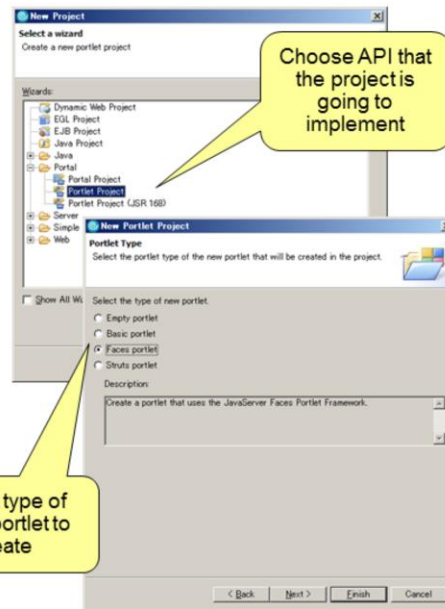 New Project
Select a wizard
Create a new portlet project
Choose API that
the project is
going to
implement
Wizards:
Dynamic Web Project
EGL Project
EJB Project
Java Project
Java
Portal
Portal Project
Portlet Project
Portlet Project (JSR 168)
Server
Simple
Web
Show All Wi
New Portlet Project
Portlet Type
Select the portlet type of the new portlet that will be created in the project.
Select the type of new portlet.
Empty portlet
Basic portlet
Faces portlet
Struts portlet
Description:
Create a portlet that uses the JavaServer Faces Portlet Framework.
type of
portlet to
eate
< Back
Next >
Finish
Cancel